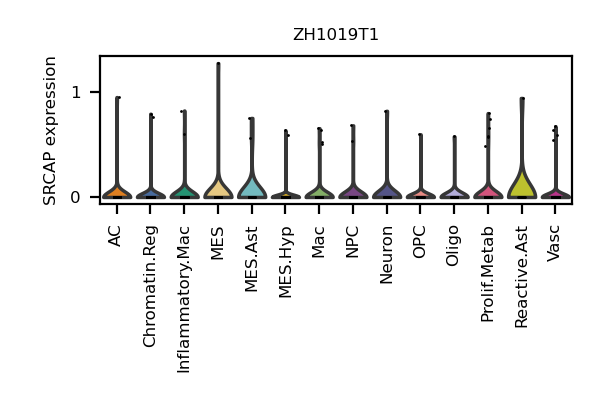 ZH1019T1
SRCAP expression
1
0
AC
Chromatin.Reg
Inflammatory.Mac
MES
MES.Ast
MES.Hyp
Mac
NPC
Neuron
OPC
Oligo
Prolif.Metab
Reactive.Ast
Vasc